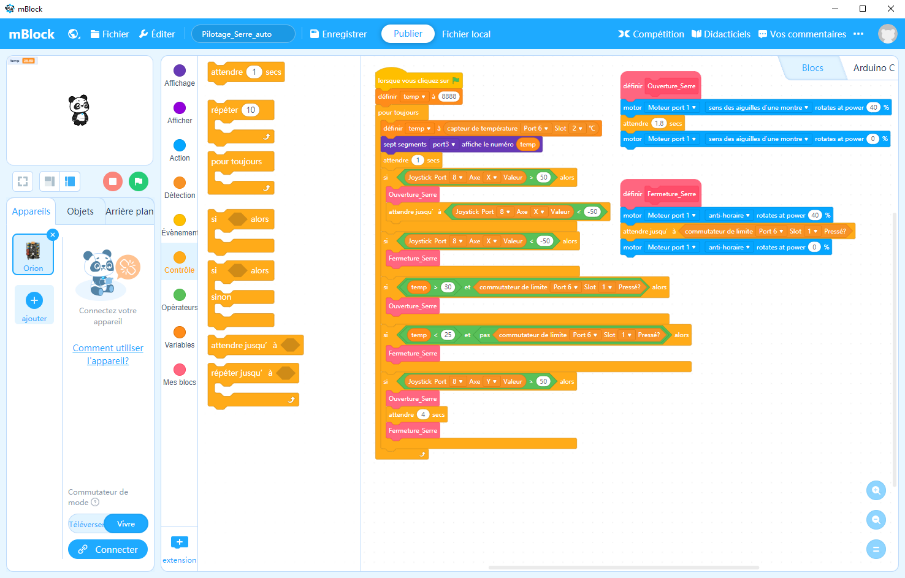 mBlock
mBlock
Fichier
Éditer
Pilotage_Serre_auto
Enregistrer
Publier
Fichier local
Compétition
Didacticiels
Vos commentaires
Blocs
Arduino C
temp
Affichage
Afficher
Action
Détection
Évènement
Contrôle
Opérateurs
Variables
Mes blocs
extension
attendre 1 secs
répéter 10
pour toujours
si alors
si alors
sinon
attendre jusqu' à
répéter jusqu' à
Appareils
Objets
Arrière plan
Orion
ajouter
Connectez votre
appareil
Comment utiliser
l'appareil?
Commutateur de
mode
Téléverser
Vivre
Connecter
lorsque vous cliquez sur
définir temp à 8880
pour toujours
définir temp à capteur de température Port 6 Slot 2 °C
sept segments port3 affiche le numéro temp
attendre 1 secs
si Joystick Port 8 Axe X Valeur > 50 alors
Ouverture_Serre
attendre jusqu' à Joystick Port 8 Axe X Valeur < -50
si Joystick Port 8 Axe X Valeur < -50 alors
Fermeture_Serre
si temp > 30 et commutateur de limite Port 6 Slot 1 Pressé? alors
Ouverture_Serre
si temp < 25 et pas commutateur de limite Port 6 Slot 1 Pressé? alors
Fermeture_Serre
si Joystick Port 8 Axe Y Valeur > 50 alors
Ouverture_Serre
attendre 4 secs
Fermeture_Serre
définir Ouverture_Serre
motor Moteur port 1 sens des aiguilles d'une montre rotates at power 40 %
attendre 1.8 secs
motor Moteur port 1 sens des aiguilles d'une montre rotates at power 0 %
définir Fermeture_Serre
motor Moteur port 1 anti-horaire rotates at power 40 %
attendre jusqu' à commutateur de limite Port 6 Slot 1 Pressé?
motor Moteur port 1 anti-horaire rotates at power 0 %